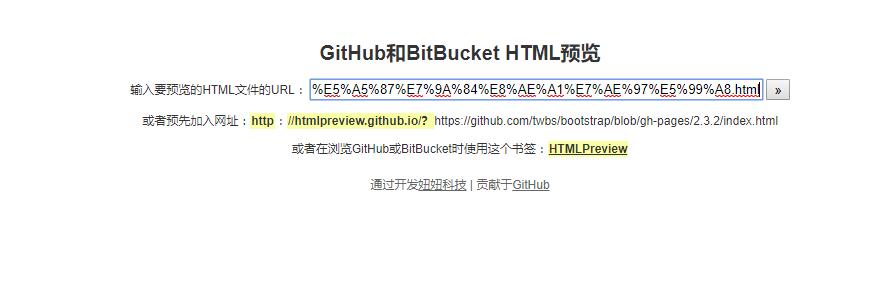 GitHub和BitBucket HTML预览
输入要预览的HTML文件的URL： %E5%A5%87%E7%9A%84%E8%AE%A1%E7%AE%97%E5%99%A8.html »
或者预先加入网址：http：//htmlpreview.github.io/? https://github.com/twbs/bootstrap/blob/gh-pages/2.3.2/index.html
或者在浏览GitHub或BitBucket时使用这个书签：HTMLPreview
通过开发妞妞科技 | 贡献于GitHub